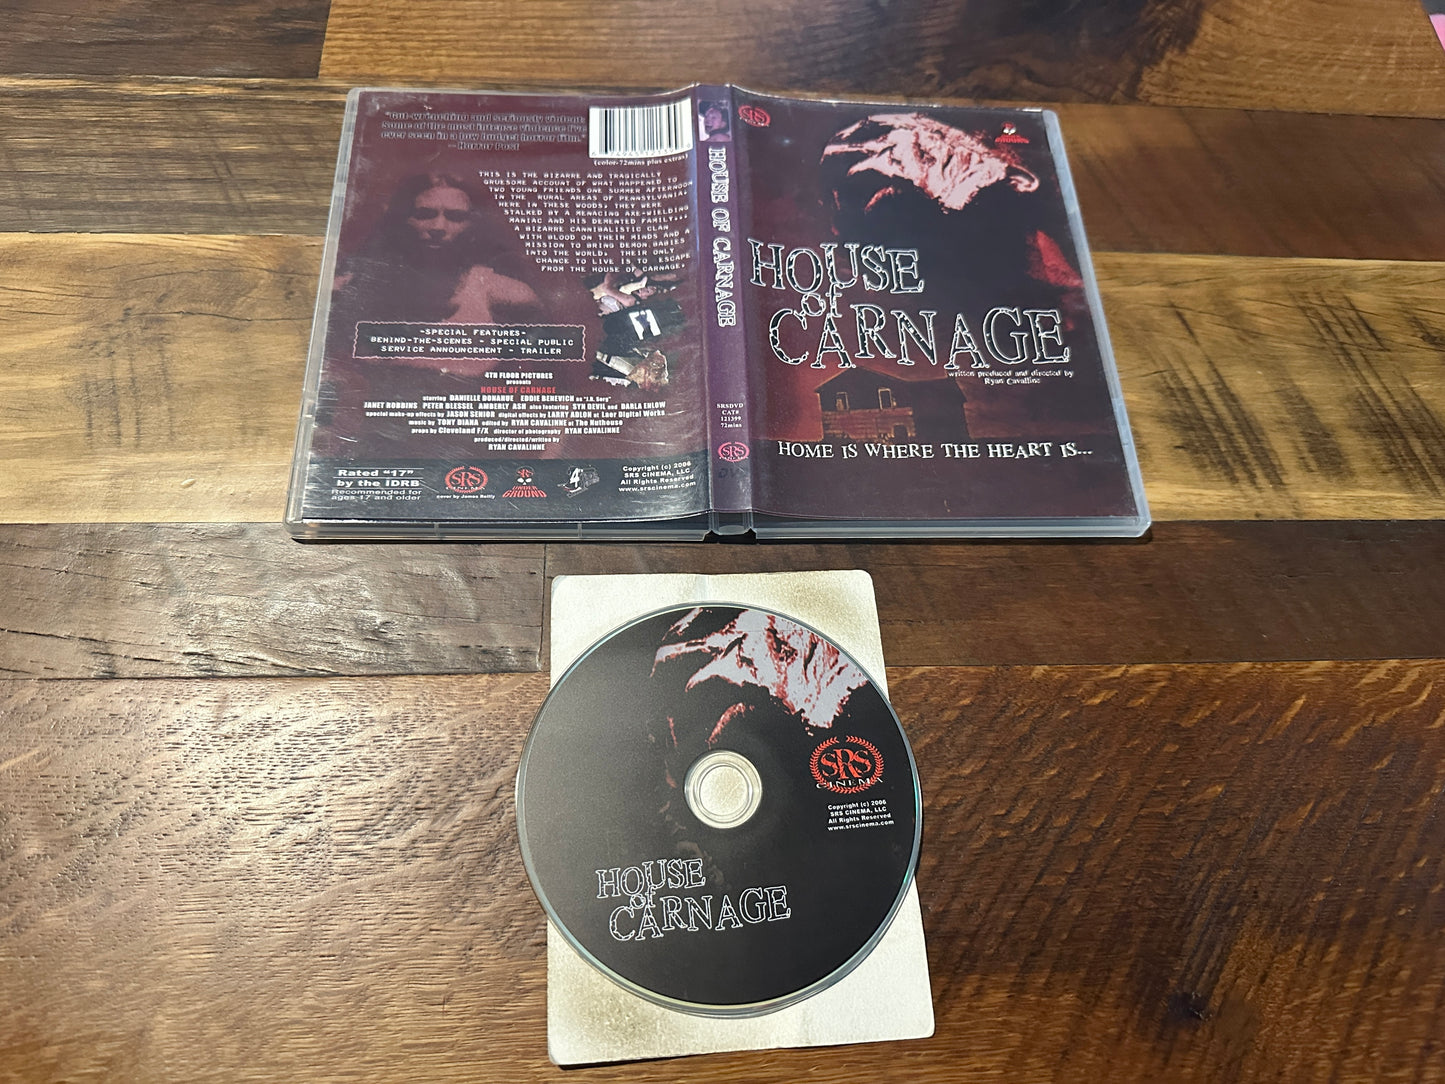 "Gut-wrenching and seriously violent.
Some of the most intense violence I've
ever seen in a low budget horror film."
- Horror Post
(color-72mins plus extras)
THIS IS THE BIZARRE AND TRAGICALLY
GRUESOME ACCOUNT OF WHAT HAPPENED TO
TWO YOUNG FRIENDS ONE SUMMER AFTERNOON
IN THE RURAL AREAS OF PENNSYLVANIA.
HERE IN THESE WOODS, THEY WERE
STALKED BY A MENACING AXE-WIELDING
MANIAC AND HIS DEMENTED FAMILY...
A BIZARRE CANNIBALISTIC CLAN
WITH BLOOD ON THEIR MINDS AND A
MISSION TO BRING DEMON BABIES
INTO THE WORLD. THEIR ONLY
CHANCE TO LIVE IS TO ESCAPE
FROM THE HOUSE OF CARNAGE.
-SPECIAL FEATURES-
BEHIND-THE-SCENES - SPECIAL PUBLIC
SERVICE ANNOUNCEMENT - TRAILER
4TH FLOOR PICTURES
presents
HOUSE OF CARNAGE
starring DANIELLE DONAHUE EDDIE BENEVICH as "J.B. Sorg"
JANET ROBBINS PETER BLESSEL AMBERLY ASH also featuring SYN DEVIL and DARLA ENLOW
special make-up effects by JASON SENIOR digital effects by LARRY ADLON at Laer Digital Works
music by TONY DIANA edited by RYAN CAVALINNE at The Nuthouse
props by Cleveland F/X director of photography RYAN CAVALINNE
produced/directed/written by
RYAN CAVALINNE
Rated "17"
by the IDRB
Recommended for
ages 17 and older
SRS
CINEMA
cover by James Reilly
UNDER
GROUND
4
Copyright (c) 2006
SRS CINEMA, LLC
All Rights Reserved
www.srscinema.com
HOUSE OF CARNAGE
SRSDVD
CAT#
121399
72mins
SRS
SRS
UNDER
GROUND
HOUSE
of
CARNAGE
written produced and directed by
Ryan Cavalline
HOME IS WHERE THE HEART IS...
SRS
CINEMA
Copyright (c) 2006
SRS CINEMA, LLC
All Rights Reserved
www.srscinema.com
HOUSE
of
CARNAGE